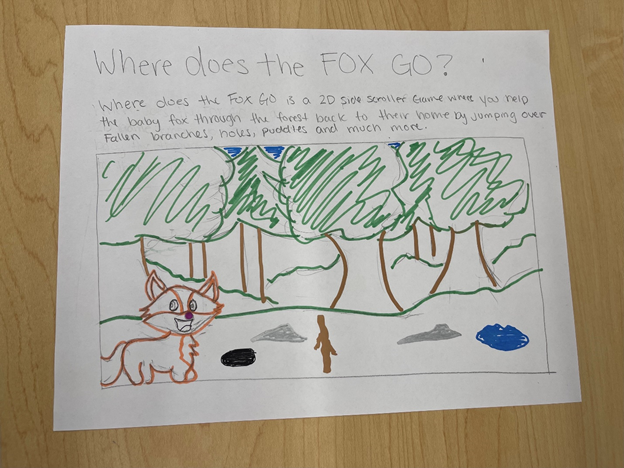 Where does the FOX GO?
Where does the FOX GO is a 2D side scroller Game where you help
the baby fox through the forest back to their home by jumping over
Fallen branches, holes, puddles and much more.